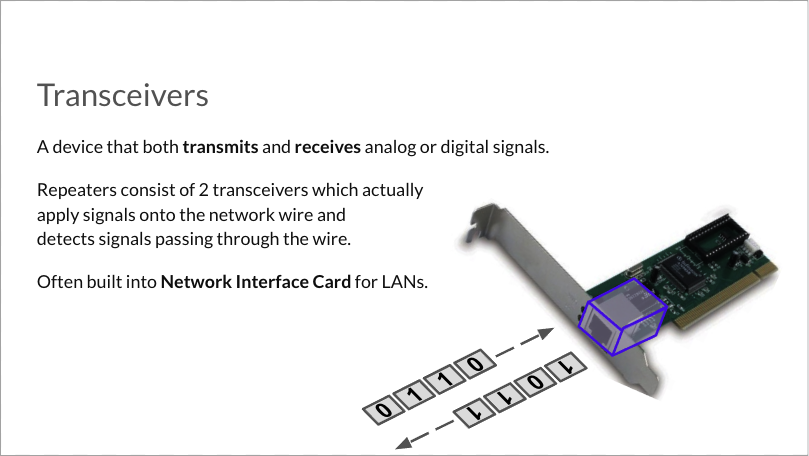 Transceivers
A device that both transmits and receives analog or digital signals.
Repeaters consist of 2 transceivers which actually
apply signals onto the network wire and
detects signals passing through the wire.
Often built into Network Interface Card for LANs.
0 1 1 0
1 1 0 1